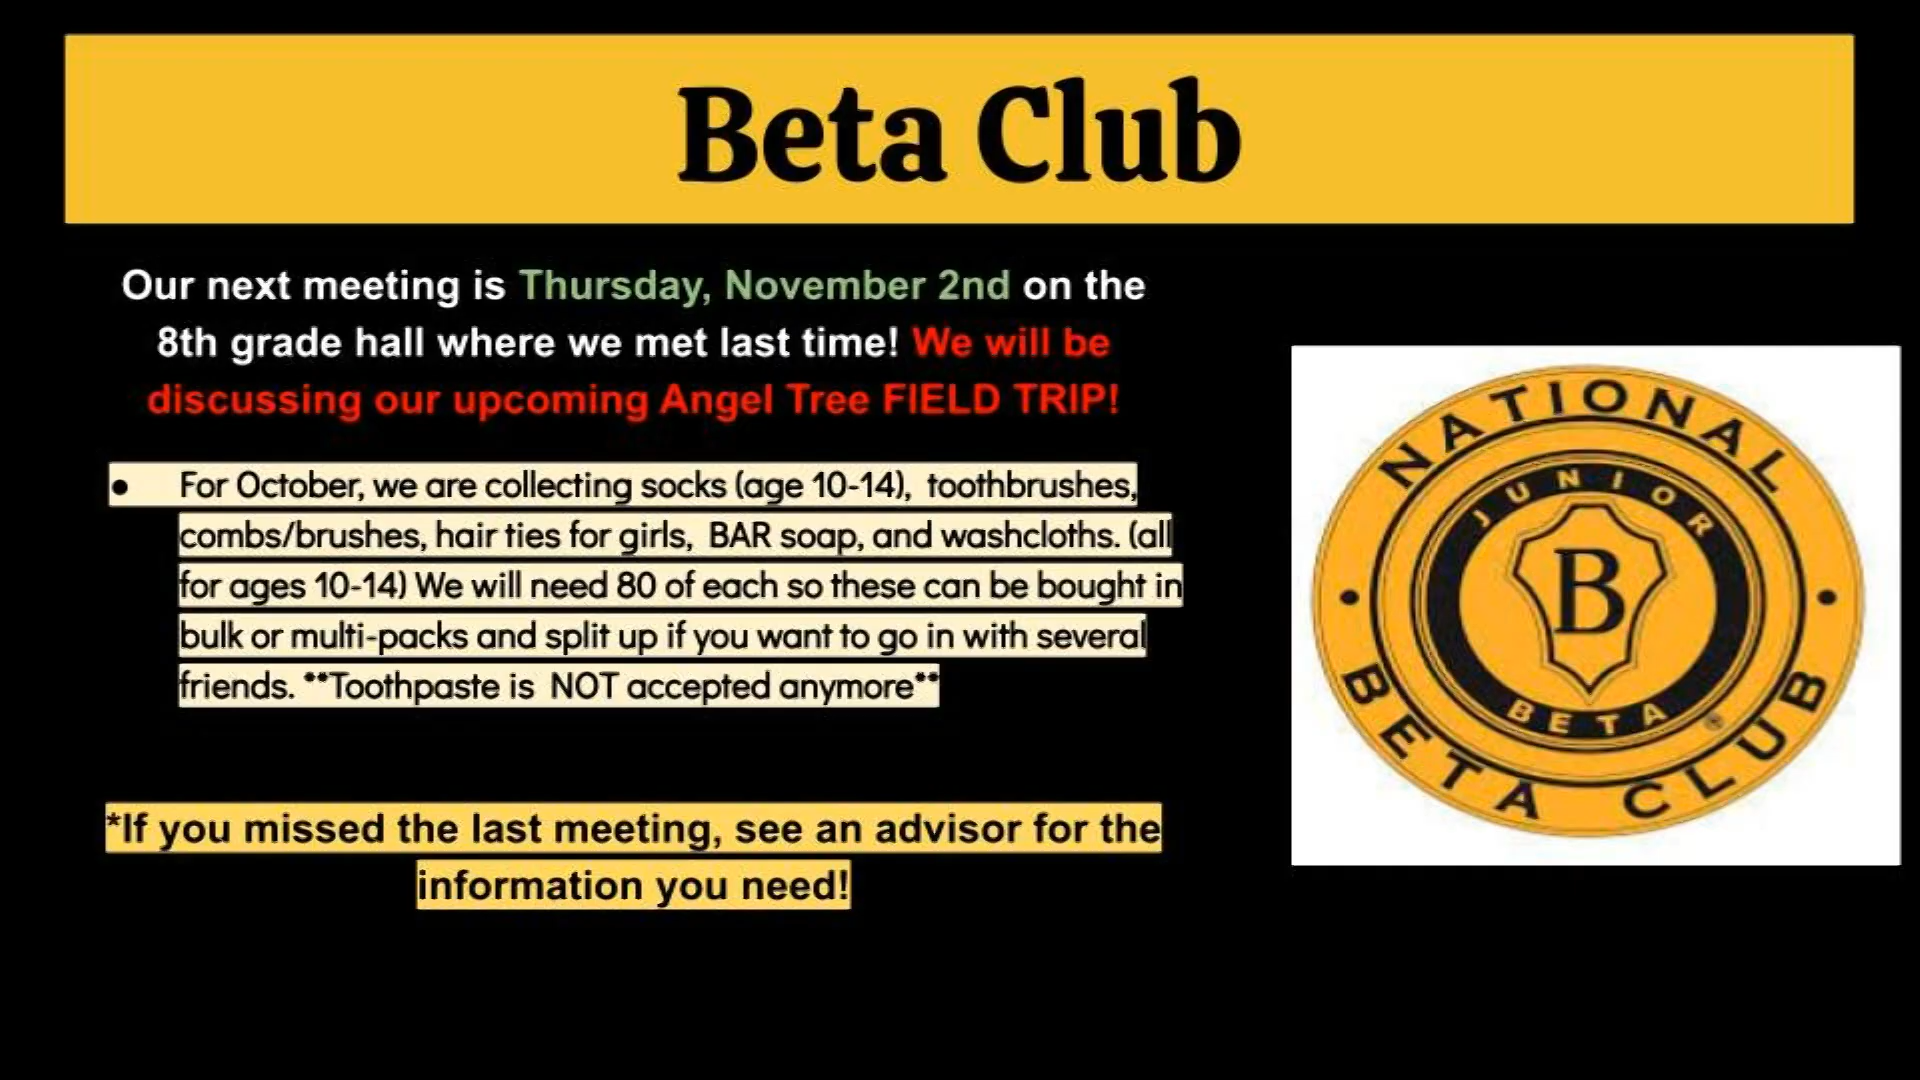 Beta Club
Our next meeting is Thursday, November 2nd on the
8th grade hall where we met last time! We will be
discussing our upcoming Angel Tree FIELD TRIP!
● For October, we are collecting socks (age 10-14), toothbrushes,
combs/brushes, hair ties for girls, BAR soap, and washcloths. (all
for ages 10-14) We will need 80 of each so these can be bought in
bulk or multi-packs and split up if you want to go in with several
friends. **Toothpaste is NOT accepted anymore**
*If you missed the last meeting, see an advisor for the
information you need!
NATIONAL
JUNIOR
B
BETA
®
BETA CLUB